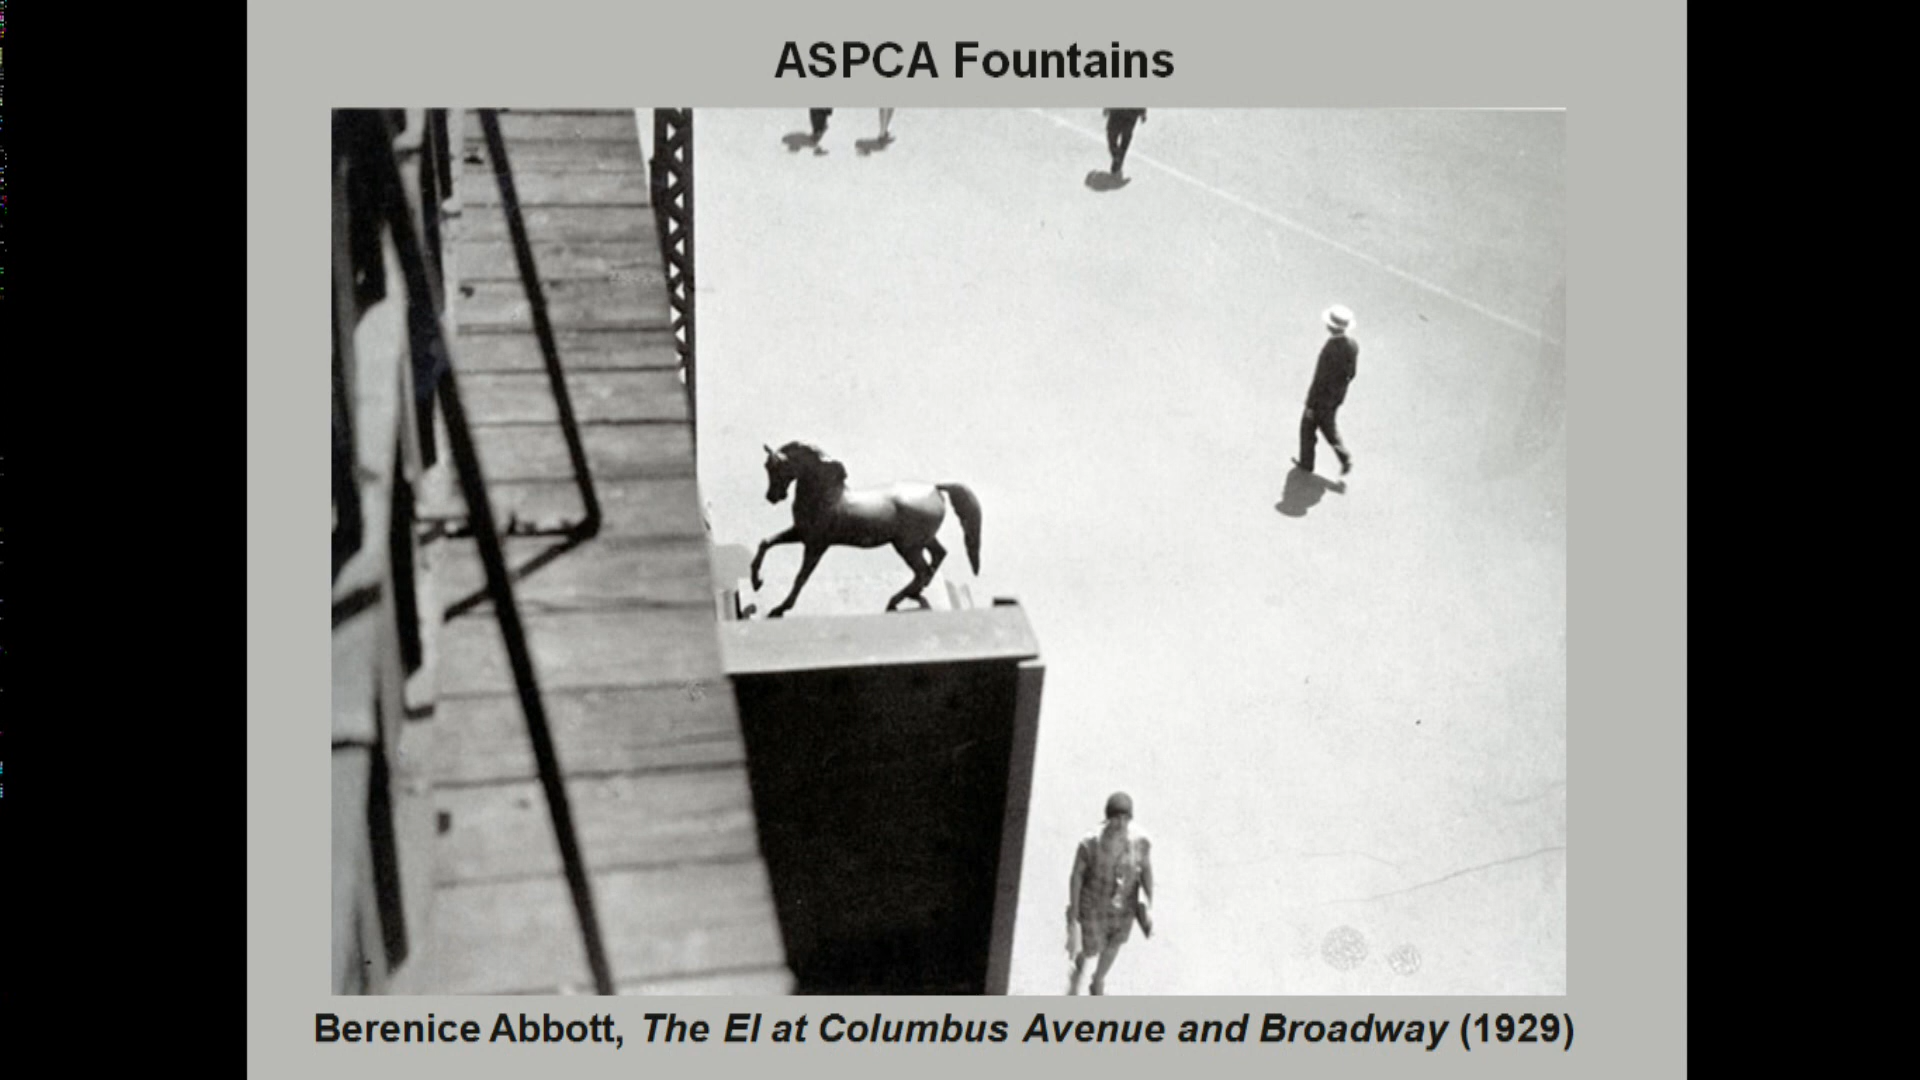 ASPCA Fountains
Berenice Abbott, The El at Columbus Avenue and Broadway (1929)